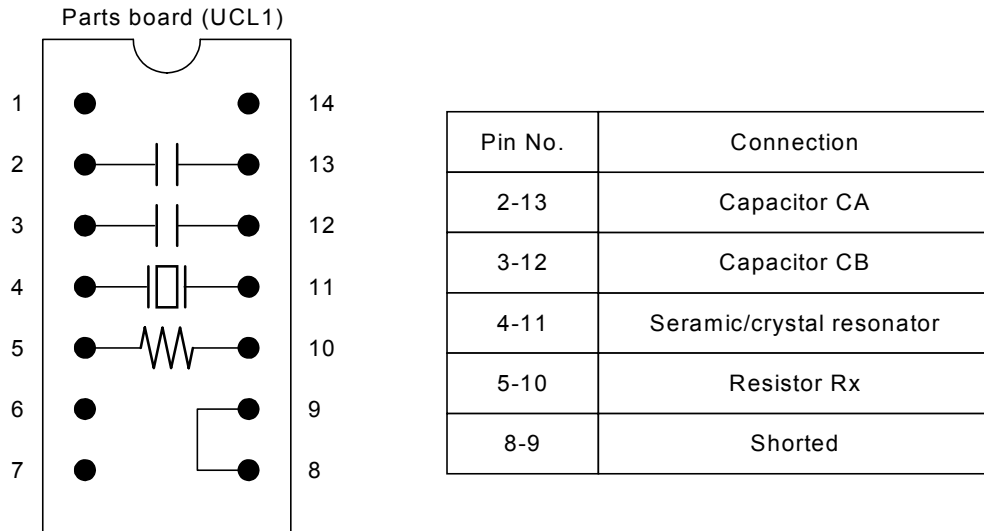 Parts board (UCL1)
1 14
2 13
3 12
4 11
5 10
6 9
7 8
Pin No. Connection
2-13 Capacitor CA
3-12 Capacitor CB
4-11 Seramic/crystal resonator
5-10 Resistor Rx
8-9 Shorted